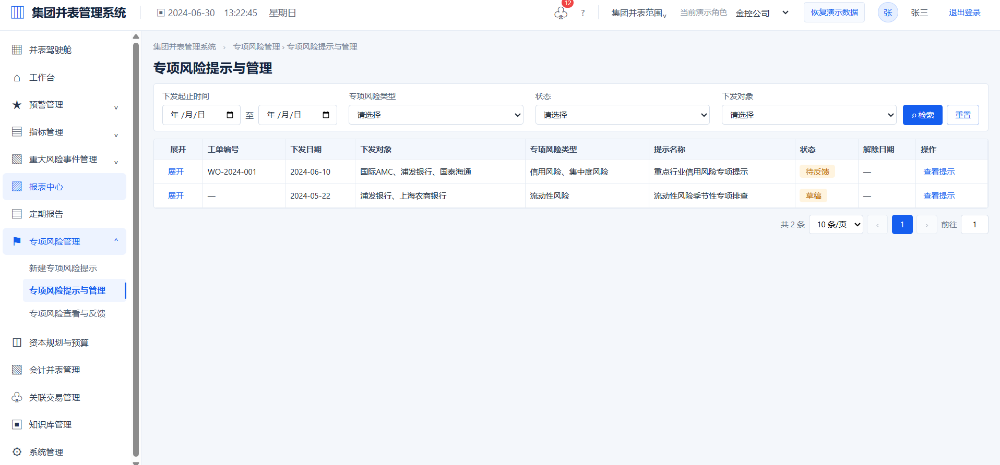 集团并表管理系统
2024-06-30 13:22:45 星期日
12
?
集团并表范围
当前演示角色 金控公司
恢复演示数据
张 张三
退出登录
并表驾驶舱
工作台
预警管理
指标管理
重大风险事件管理
报表中心
定期报告
专项风险管理
新建专项风险提示
专项风险提示与管理
专项风险查看与反馈
资本规划与预算
会计并表管理
关联交易管理
知识库管理
系统管理
集团并表管理系统 › 专项风险管理 › 专项风险提示与管理
专项风险提示与管理
下发起止时间 专项风险类型 状态 下发对象
年 /月/日 至 年 /月/日 请选择 请选择 请选择 检索 重置
展开 工单编号 下发日期 下发对象 专项风险类型 提示名称 状态 解除日期 操作
展开 WO-2024-001 2024-06-10 国际AMC、浦发银行、国泰海通 信用风险、集中度风险 重点行业信用风险专项提示 待反馈 — 查看提示
展开 — 2024-05-22 浦发银行、上海农商银行 流动性风险 流动性风险季节性专项排查 草稿 — 查看提示
共 2 条 10 条/页 ‹ 1 › 前往 1